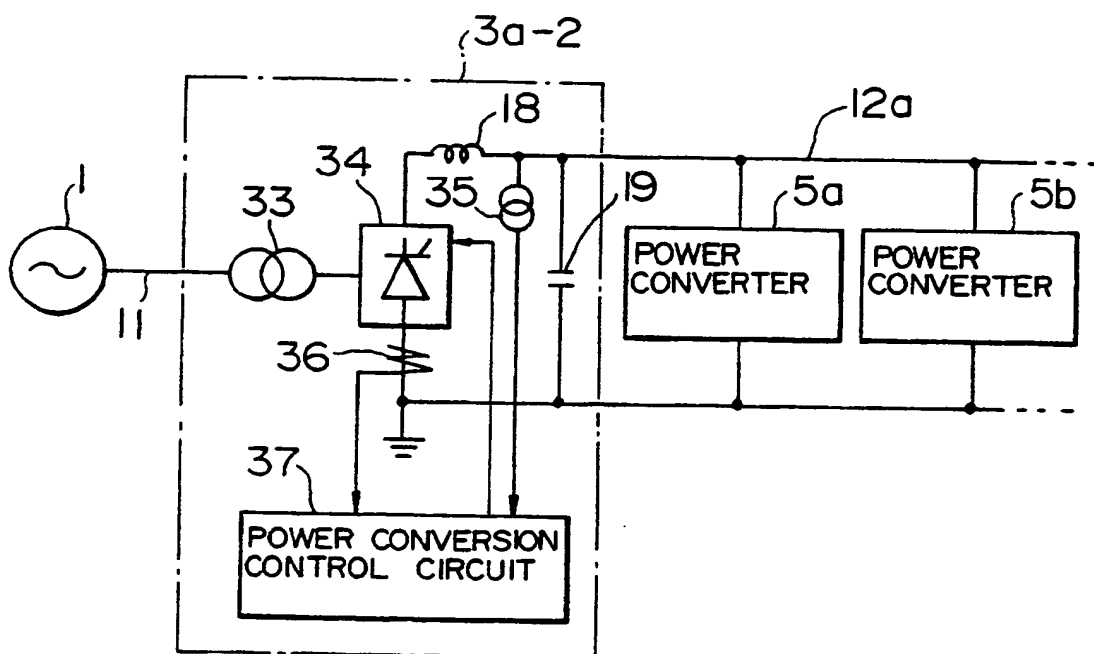 3a-2
18
12a
34
35
19
5a
5b
1
33
POWER
CONVERTER
POWER
CONVERTER
11
36
37
POWER CONVERSION
CONTROL CIRCUIT